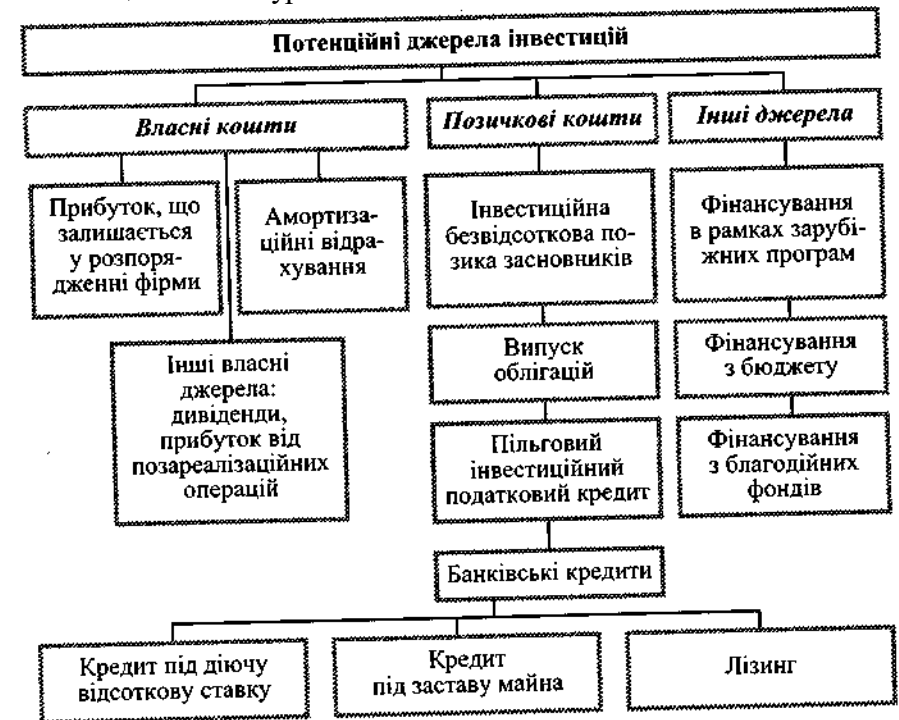 Потенційні джерела інвестицій
Власні кошти
Позичкові кошти
Інші джерела
Прибуток, що
залишається
у розпоря-
дженні фірми
Амортиза-
ційні відра-
хування
Інші власні
джерела:
дивіденди,
прибуток від
позареалізаційних
операцій
Інвестиційна
безвідсоткова по-
зика засновників
Випуск
облігацій
Пільговий
інвестиційний
податковий кредит
Фінансування
в рамках зарубі-
жних програм
Фінансування
з бюджету
Фінансування
з благодійних
фондів
Банківські кредити
Кредит під діючу
відсоткову ставку
Кредит
під заставу майна
Лізинг